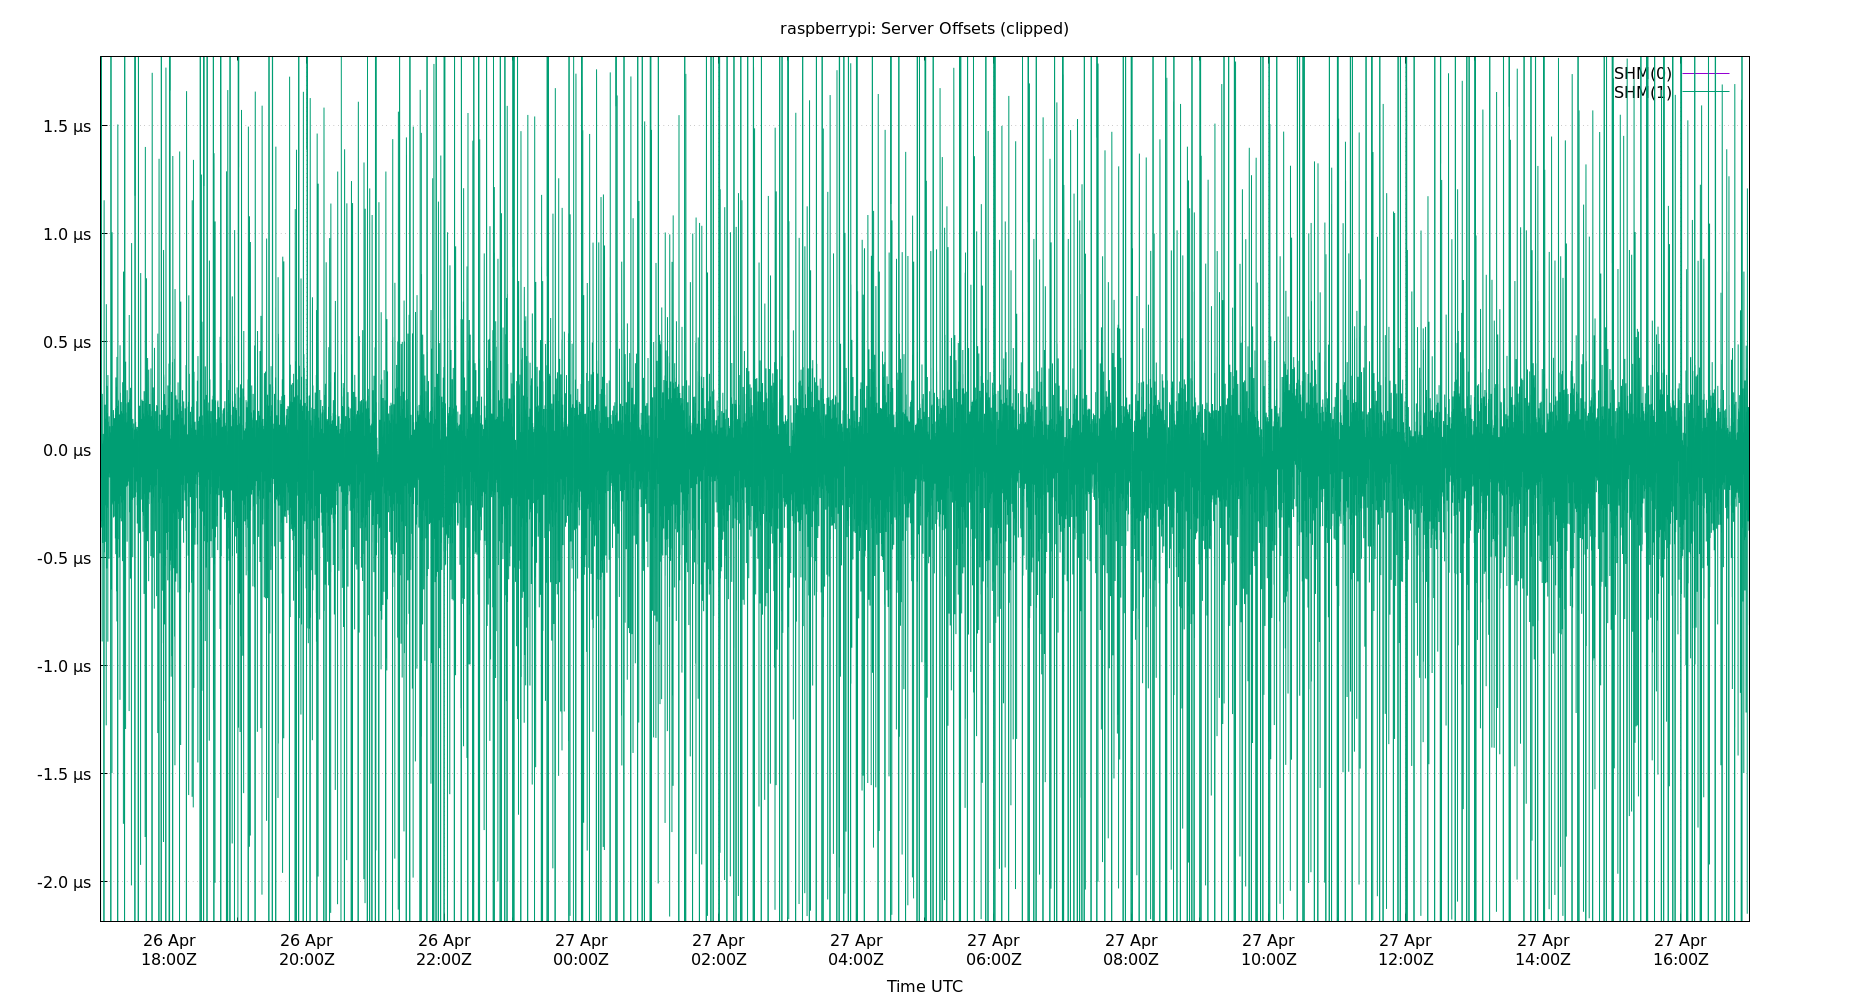 raspberrypi: Server Offsets (clipped)
SHM(0)
SHM(1)
1.5 µs
1.0 µs
0.5 µs
0.0 µs
-0.5 µs
-1.0 µs
-1.5 µs
-2.0 µs
26 Apr 26 Apr 26 Apr 27 Apr 27 Apr 27 Apr 27 Apr 27 Apr 27 Apr 27 Apr 27 Apr 27 Apr
18:00Z 20:00Z 22:00Z 00:00Z 02:00Z 04:00Z 06:00Z 08:00Z 10:00Z 12:00Z 14:00Z 16:00Z
Time UTC